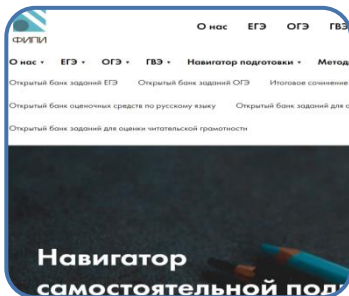 О нас ЕГЭ ОГЭ ГВЭ
ФИПИ
О нас ЕГЭ ОГЭ ГВЭ Навигатор подготовки
Открытый банк заданий ЕГЭ Открытый банк заданий ОГЭ Итоговое сочинение
Открытый банк оценочных средств по русскому языку Открытый банк заданий для
Открытый банк заданий для оценки читательской грамотности
Навигатор
самостоятельной